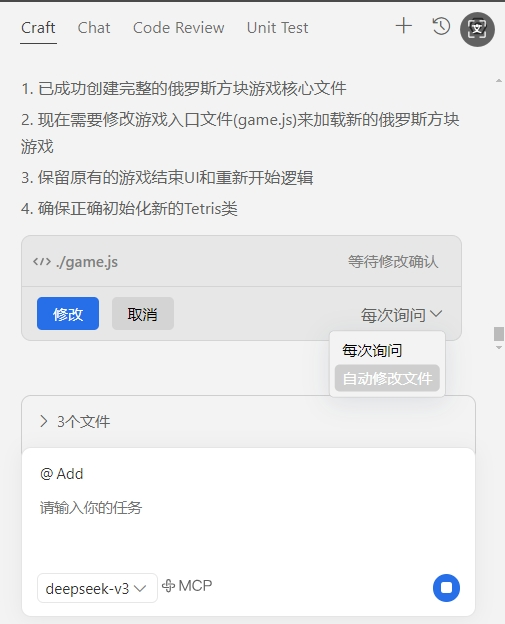 Craft Chat Code Review Unit Test
1. 已成功创建完整的俄罗斯方块游戏核心文件
2. 现在需要修改游戏入口文件(game.js)来加载新的俄罗斯方块
游戏
3. 保留原有的游戏结束UI和重新开始逻辑
4. 确保正确初始化新的Tetris类
</> ./game.js 等待修改确认
修改 取消 每次询问
每次询问
自动修改文件
3个文件
@ Add
请输入你的任务
deepseek-v3 MCP